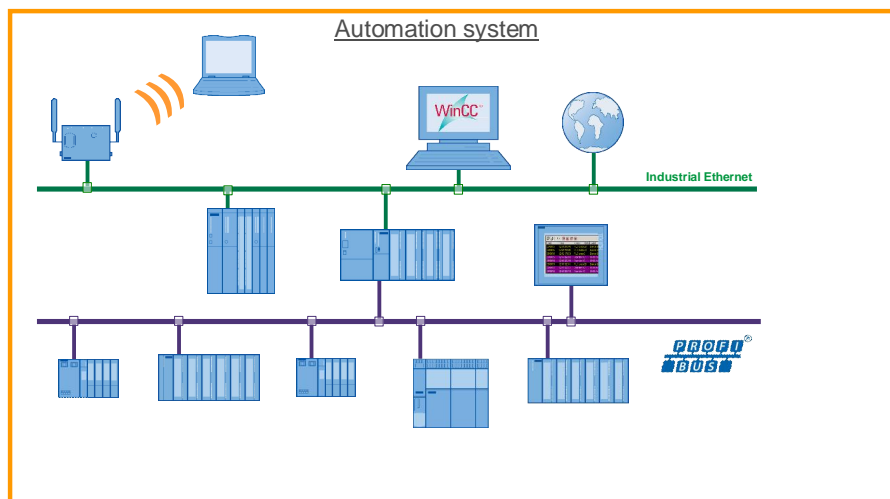 Automation system
WinCC
Industrial Ethernet
PROFI
BUS